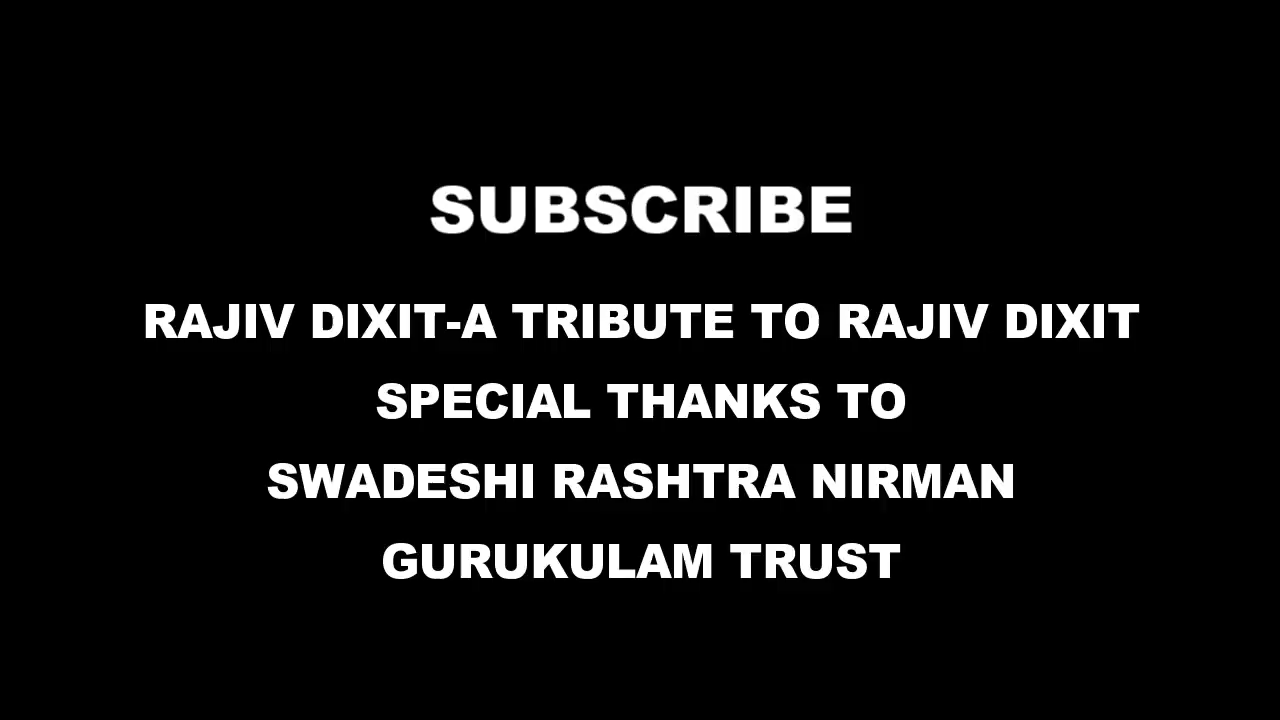 SUBSCRIBE
RAJIV DIXIT-A TRIBUTE TO RAJIV DIXIT
SPECIAL THANKS TO
SWADESHI RASHTRA NIRMAN
GURUKULAM TRUST